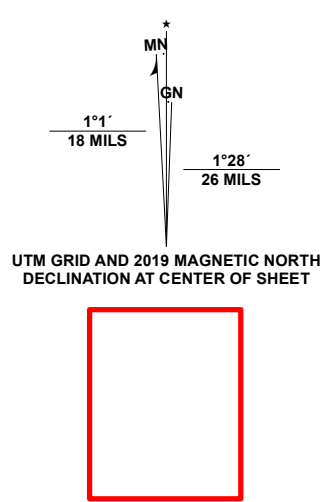 ★
MN
GN
1°1´
18 MILS
1°28´
26 MILS
UTM GRID AND 2019 MAGNETIC NORTH
DECLINATION AT CENTER OF SHEET